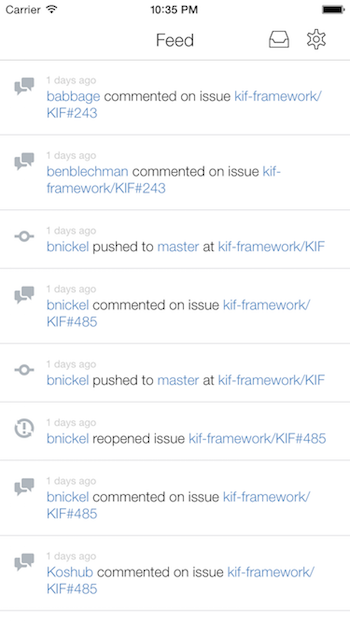 Carrier 10:35 PM
Feed
1 days ago
babbage commented on issue kif-framework/
KIF#243
1 days ago
benblechman commented on issue kif-
framework/KIF#243
1 days ago
bnickel pushed to master at kif-framework/KIF
1 days ago
bnickel commented on issue kif-framework/
KIF#485
1 days ago
bnickel pushed to master at kif-framework/KIF
1 days ago
bnickel reopened issue kif-framework/KIF#485
1 days ago
bnickel commented on issue kif-framework/
KIF#485
1 days ago
Koshub commented on issue kif-framework/
KIF#485